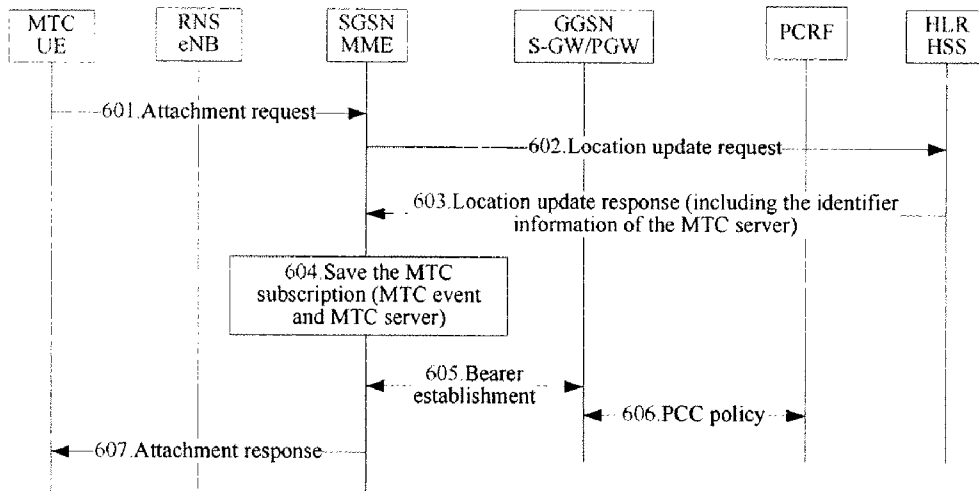 MTC
UE
RNS
eNB
SGSN
MME
GGSN
S-GW/PGW
PCRF
HLR
HSS
601.Attachment request
602.Location update request
603.Location update response (including the identifier
information of the MTC server)
604.Save the MTC
subscription (MTC event
and MTC server)
605.Bearer
establishment
606.PCC policy
607.Attachment response